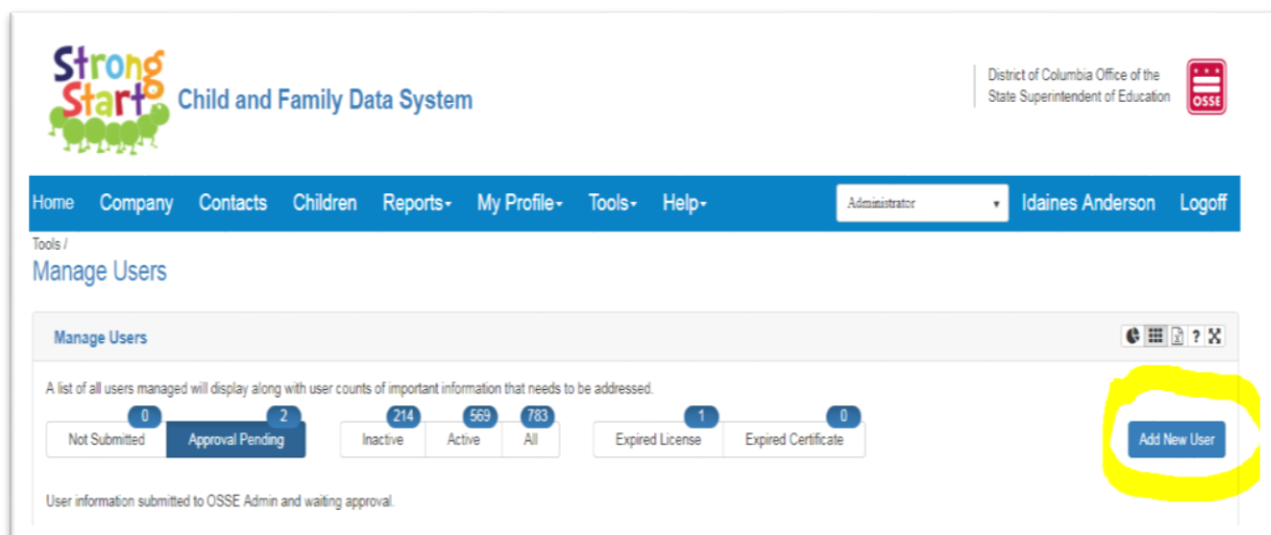 Strong
Start
Child and Family Data System
District of Columbia Office of the
State Superintendent of Education
OSSE
Home Company Contacts Children Reports My Profile Tools Help Administrator Idaines Anderson Logoff
Tools /
Manage Users
Manage Users
?
A list of all users managed will display along with user counts of important information that needs to be addressed.
0 2 214 569 783 1 0
Not Submitted Approval Pending Inactive Active All Expired License Expired Certificate Add New User
User information submitted to OSSE Admin and waiting approval.